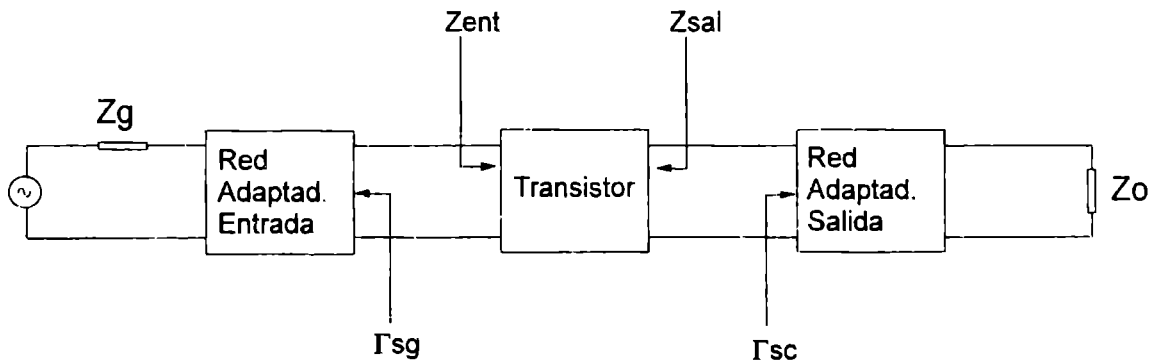 Zent
Zsal
Zg
Red
Adaptad.
Entrada
Transistor
Red
Adaptad.
Salida
Zo
Γsg
Γsc